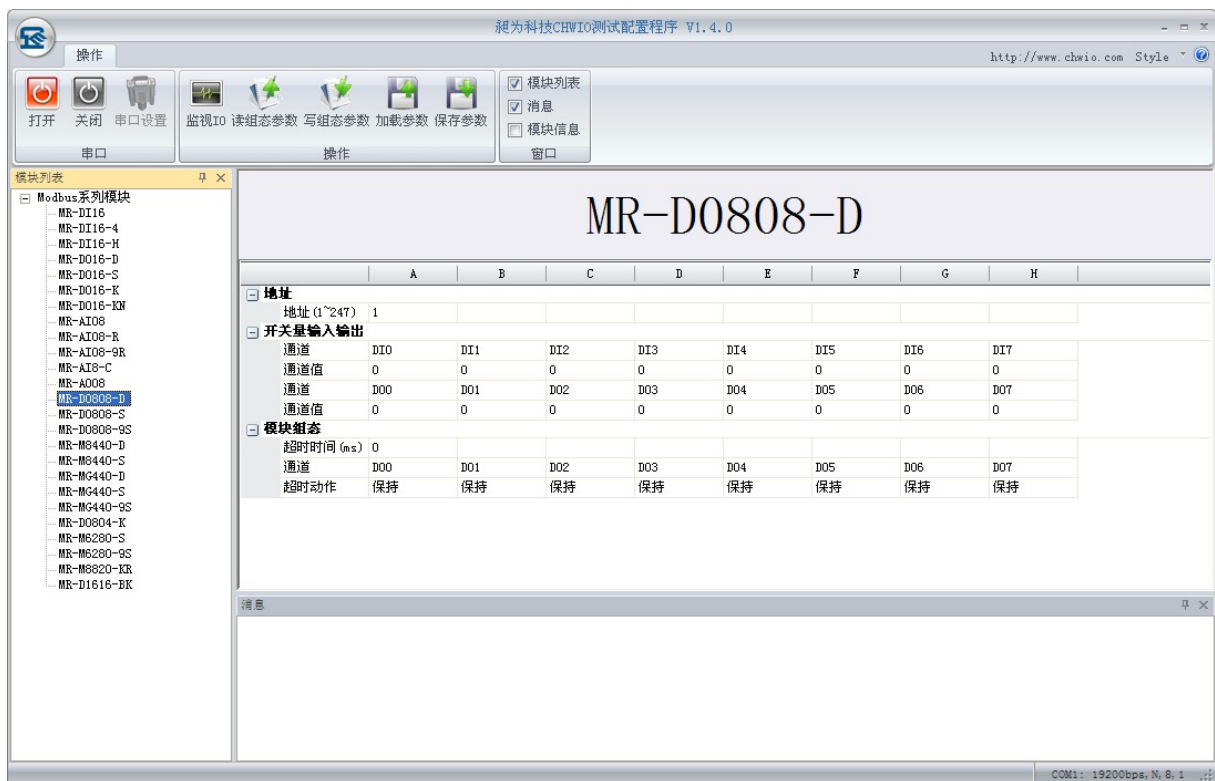 昶为科技CHWIO测试配置程序 V1.4.0
操作
http://www.chwio.com Style
打开 关闭 串口设置
串口
监视IO 读组态参数 写组态参数 加载参数 保存参数
操作
模块列表
消息
模块信息
窗口
模块列表
Modbus系列模块
MR-DI16
MR-DI16-4
MR-DI16-H
MR-DO16-D
MR-DO16-S
MR-DO16-K
MR-DO16-KN
MR-AI08
MR-AI08-R
MR-AI08-9R
MR-AI8-C
MR-AO08
MR-D0808-D
MR-D0808-S
MR-D0808-9S
MR-M8440-D
MR-M8440-S
MR-MG440-D
MR-MG440-S
MR-MG440-9S
MR-D0804-K
MR-M6280-S
MR-M6280-9S
MR-M8820-KR
MR-D1616-BK
MR-D0808-D
A B C D E F G H
地址
地址(1~247) 1
开关量输入输出
通道 DI0 DI1 DI2 DI3 DI4 DI5 DI6 DI7
通道值 0 0 0 0 0 0 0 0
通道 DO0 DO1 DO2 DO3 DO4 DO5 DO6 DO7
通道值 0 0 0 0 0 0 0 0
模块组态
超时时间(ms) 0
通道 DO0 DO1 DO2 DO3 DO4 DO5 DO6 DO7
超时动作 保持 保持 保持 保持 保持 保持 保持 保持
消息
COM1: 19200bps,N,8,1